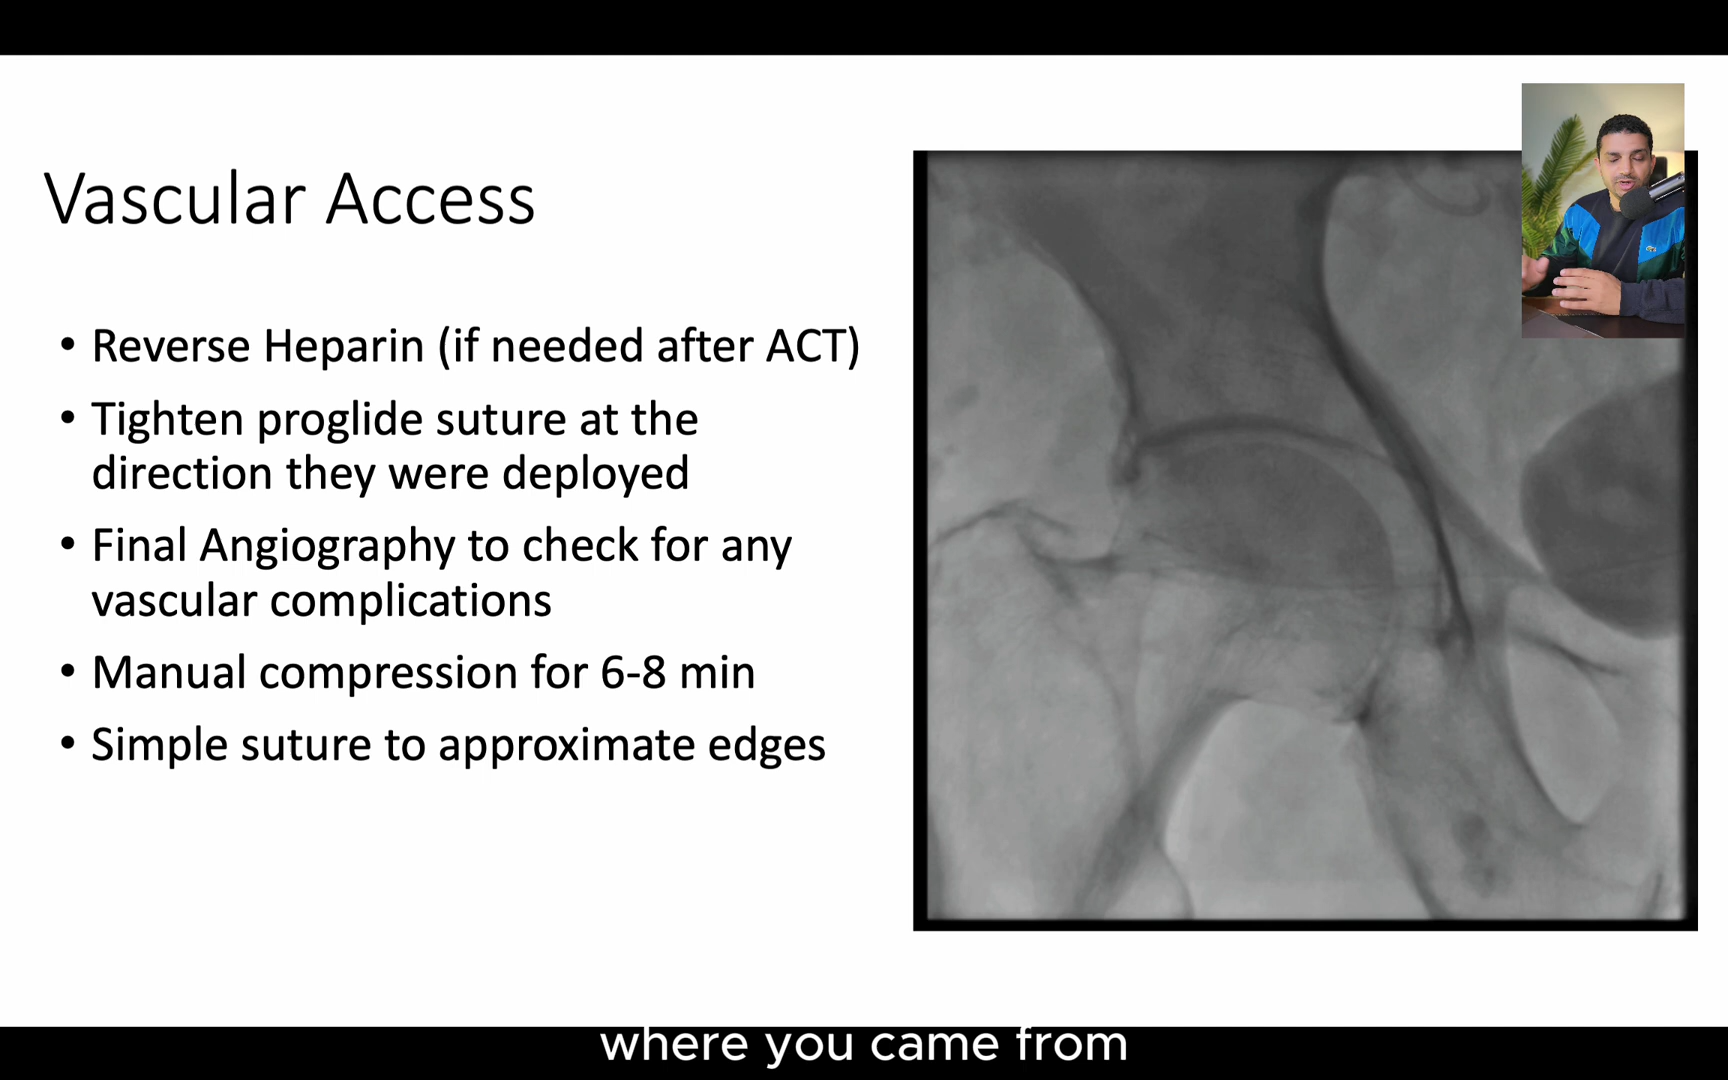 Vascular Access
• Reverse Heparin (if needed after ACT)
• Tighten proglide suture at the
direction they were deployed
• Final Angiography to check for any
vascular complications
• Manual compression for 6-8 min
• Simple suture to approximate edges
where you came from